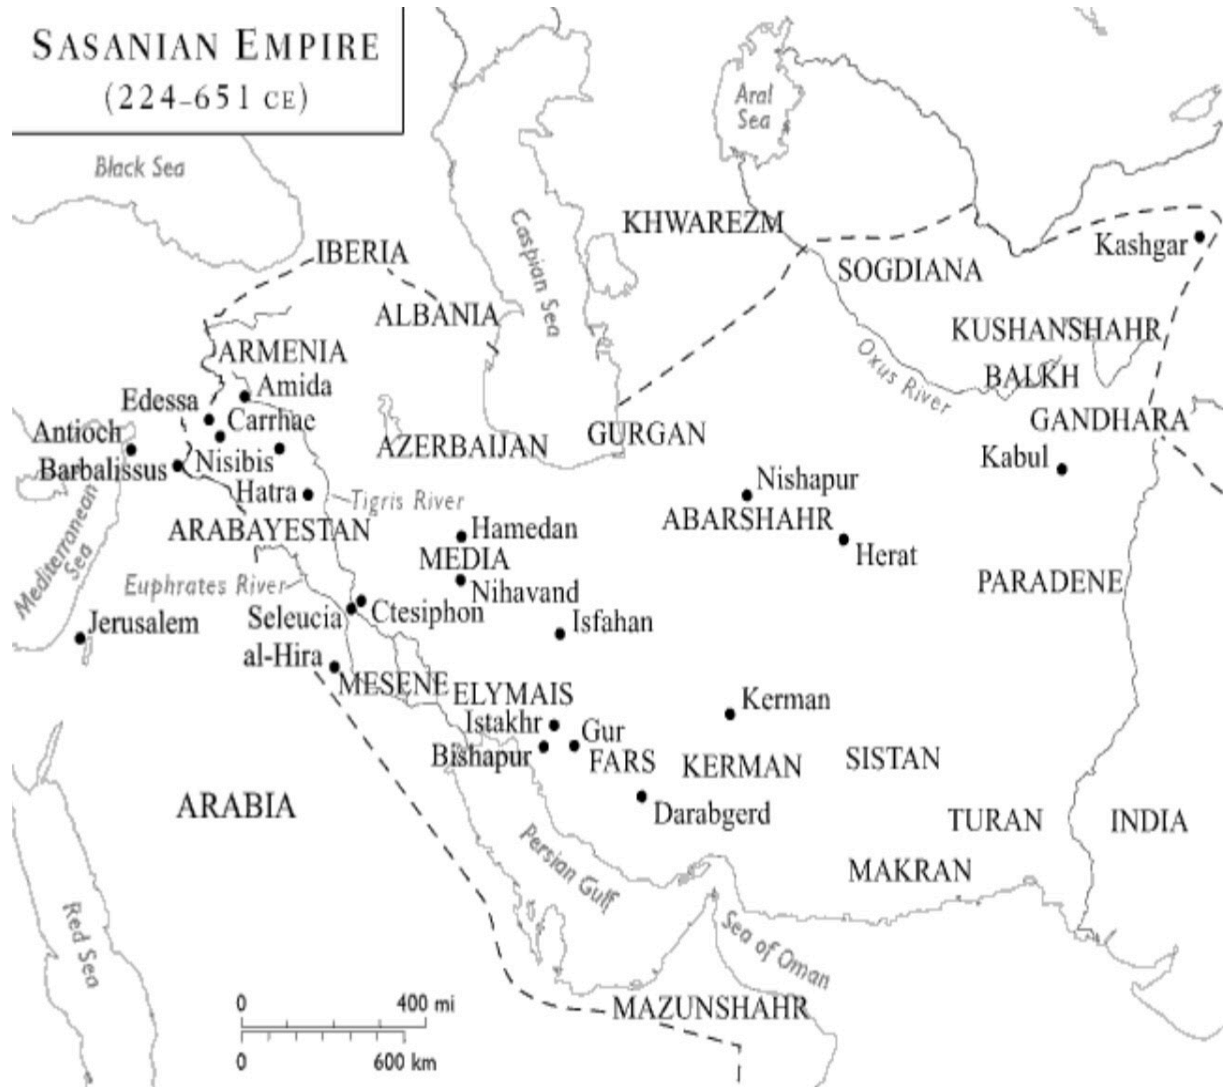 SASANIAN EMPIRE
(224–651 CE)
Black Sea
Aral
Sea
Caspian Sea
KHWAREZM
Kashgar
IBERIA
SOGDIANA
ALBANIA
KUSHANSHAHR
ARMENIA
Oxus River
BALKH
Amida
Edessa
Carrhae
GANDHARA
Antioch
AZERBAIJAN
GURGAN
Barbalissus
Nisibis
Kabul
Hatra
Tigris River
Nishapur
ABARSHAHR
ARABAYESTAN
Hamedan
Herat
MEDIA
Mediterranean
Sea
Euphrates River
Nihavand
PARADENE
Seleucia
Ctesiphon
Jerusalem
Isfahan
al-Hira
MESENE
ELYMAIS
Kerman
Istakhr
Gur
Bishapur
FARS
KERMAN
SISTAN
ARABIA
Darabgerd
TURAN
INDIA
Persian Gulf
MAKRAN
Red Sea
Sea of Oman
MAZUNSHAHR
0 400 mi
0 600 km